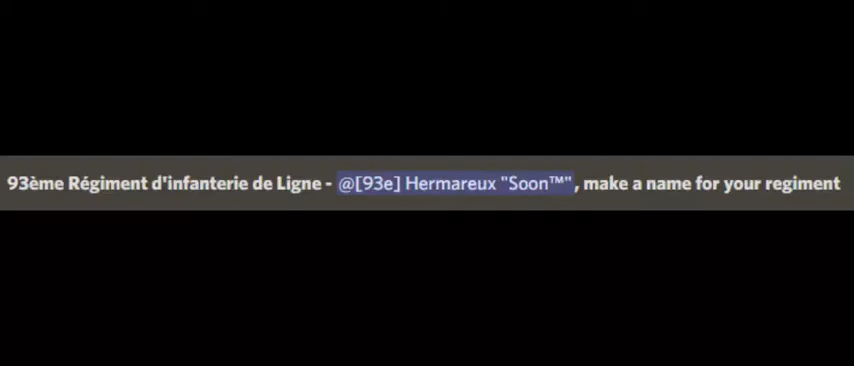 93ème Régiment d'infanterie de Ligne - @[93e] Hermareux "Soon™", make a name for your regiment